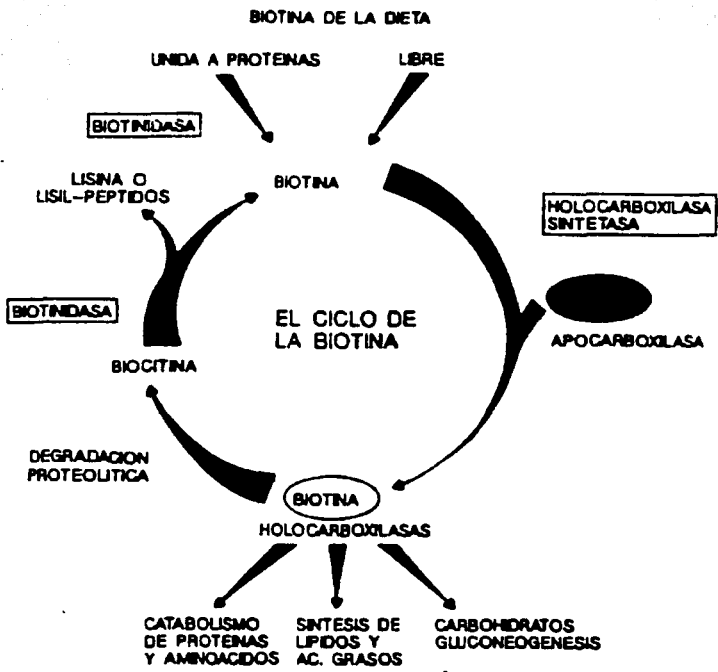 BIOTINA DE LA DIETA
UNIDA A PROTEINAS
LIBRE
BIOTINIDASA
LISINA O
LISIL-PEPTIDOS
BIOTINA
HOLOCARBOXILASA
SINTETASA
BIOTINIDASA
EL CICLO DE
LA BIOTINA
APOCARBOXILASA
BIOCITINA
DEGRADACION
PROTEOLITICA
BIOTINA
HOLOCARBOXILASAS
CATABOLISMO
DE PROTEINAS
Y AMINOACIDOS
SINTESIS DE
LIPIDOS Y
AC. GRASOS
CARBOHIDRATOS
GLUCONEOGENESIS